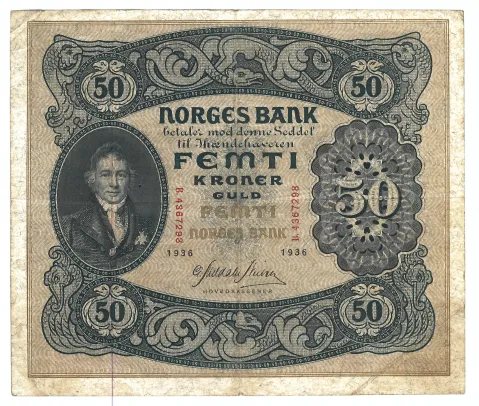 50 50
NORGES BANK
betaler mod denne Seddel
til Ihændehaveren
FEMTI
KRONER
GULD
FEMTI
NORGES BANK
B.4367298 B.4367298
50
1936 1936
HOVEDKASSERER
50 50